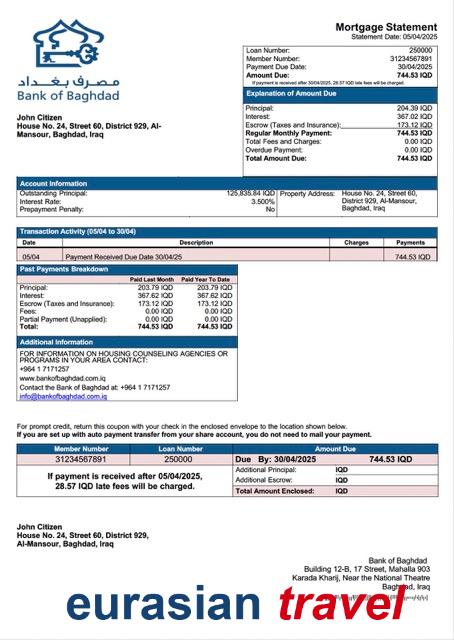 مصرف بغداد
Bank of Baghdad
Mortgage Statement
Statement Date: 05/04/2025
Loan Number: 250000
Member Number: 31234567891
Payment Due Date: 30/04/2025
Amount Due: 744.53 IQD
If payment is received after 30/04/2025, 28.57 IQD late fees will be charged.
Explanation of Amount Due
Principal: 204.39 IQD
Interest: 367.02 IQD
Escrow (Taxes and Insurance): 173.12 IQD
Regular Monthly Payment: 744.53 IQD
Total Fees and Charges: 0.00 IQD
Overdue Payment: 0.00 IQD
Total Amount Due: 744.53 IQD
John Citizen
House No. 24, Street 60, District 929, Al-
Mansour, Baghdad, Iraq
Account Information
Outstanding Principal: 125,835.84 IQD
Interest Rate: 3.500%
Prepayment Penalty: No
Property Address: House No. 24, Street 60,
District 929, Al-Mansour,
Baghdad, Iraq
Transaction Activity (05/04 to 30/04)
Date Description Charges Payments
05/04 Payment Received Due Date 30/04/25 744.53 IQD
Past Payments Breakdown
Paid Last Month Paid Year To Date
Principal: 203.79 IQD 203.79 IQD
Interest: 367.62 IQD 367.62 IQD
Escrow (Taxes and Insurance): 173.12 IQD 173.12 IQD
Fees: 0.00 IQD 0.00 IQD
Partial Payment (Unapplied): 0.00 IQD 0.00 IQD
Total: 744.53 IQD 744.53 IQD
Additional Information
FOR INFORMATION ON HOUSING COUNSELING AGENCIES OR
PROGRAMS IN YOUR AREA CONTACT:
+964 1 7171257
www.bankofbaghdad.com.iq
Contact the Bank of Baghdad at: +964 1 7171257
info@bankofbaghdad.com.iq
For prompt credit, return this coupon with your check in the enclosed envelope to the location shown below.
If you are set up with auto payment transfer from your share account, you do not need to mail your payment.
Member Number Loan Number Amount Due
31234567891 250000 Due By: 30/04/2025 744.53 IQD
If payment is received after 05/04/2025,
28.57 IQD late fees will be charged.
Additional Principal: IQD
Additional Escrow: IQD
Total Amount Enclosed: IQD
John Citizen
House No. 24, Street 60, District 929,
Al-Mansour, Baghdad, Iraq
Bank of Baghdad
Building 12-B, 17 Street, Mahalla 903
Karada Kharij, Near the National Theatre
Baghdad, Iraq
eurasian travel